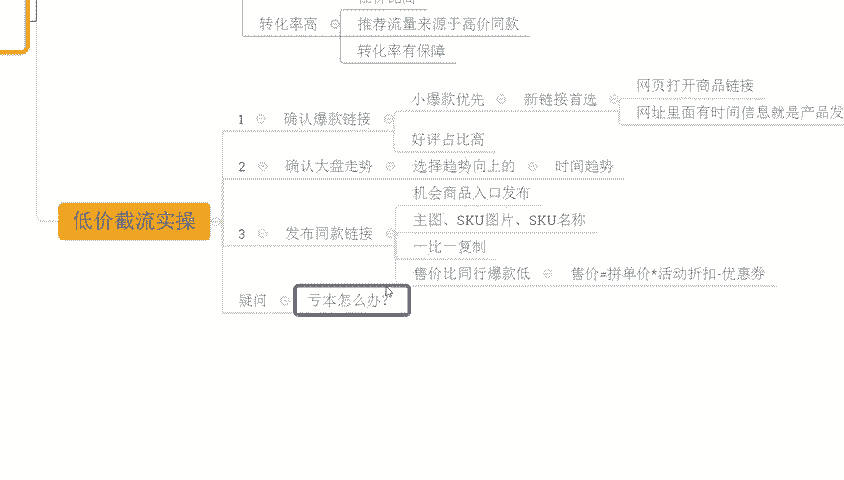 转化率高
推荐流量来源于高价同款
转化率有保障
低价截流实操
1 确认爆款链接
小爆款优先 新链接首选
网页打开商品链接
网址里面有时间信息就是产品发
好评占比高
2 确认大盘走势 选择趋势向上的 时间趋势
3 发布同款链接
机会商品入口发布
主图、SKU图片、SKU名称
一比一复制
售价比同行爆款低 售价=拼单价*活动折扣-优惠券
疑问 亏本怎么办?